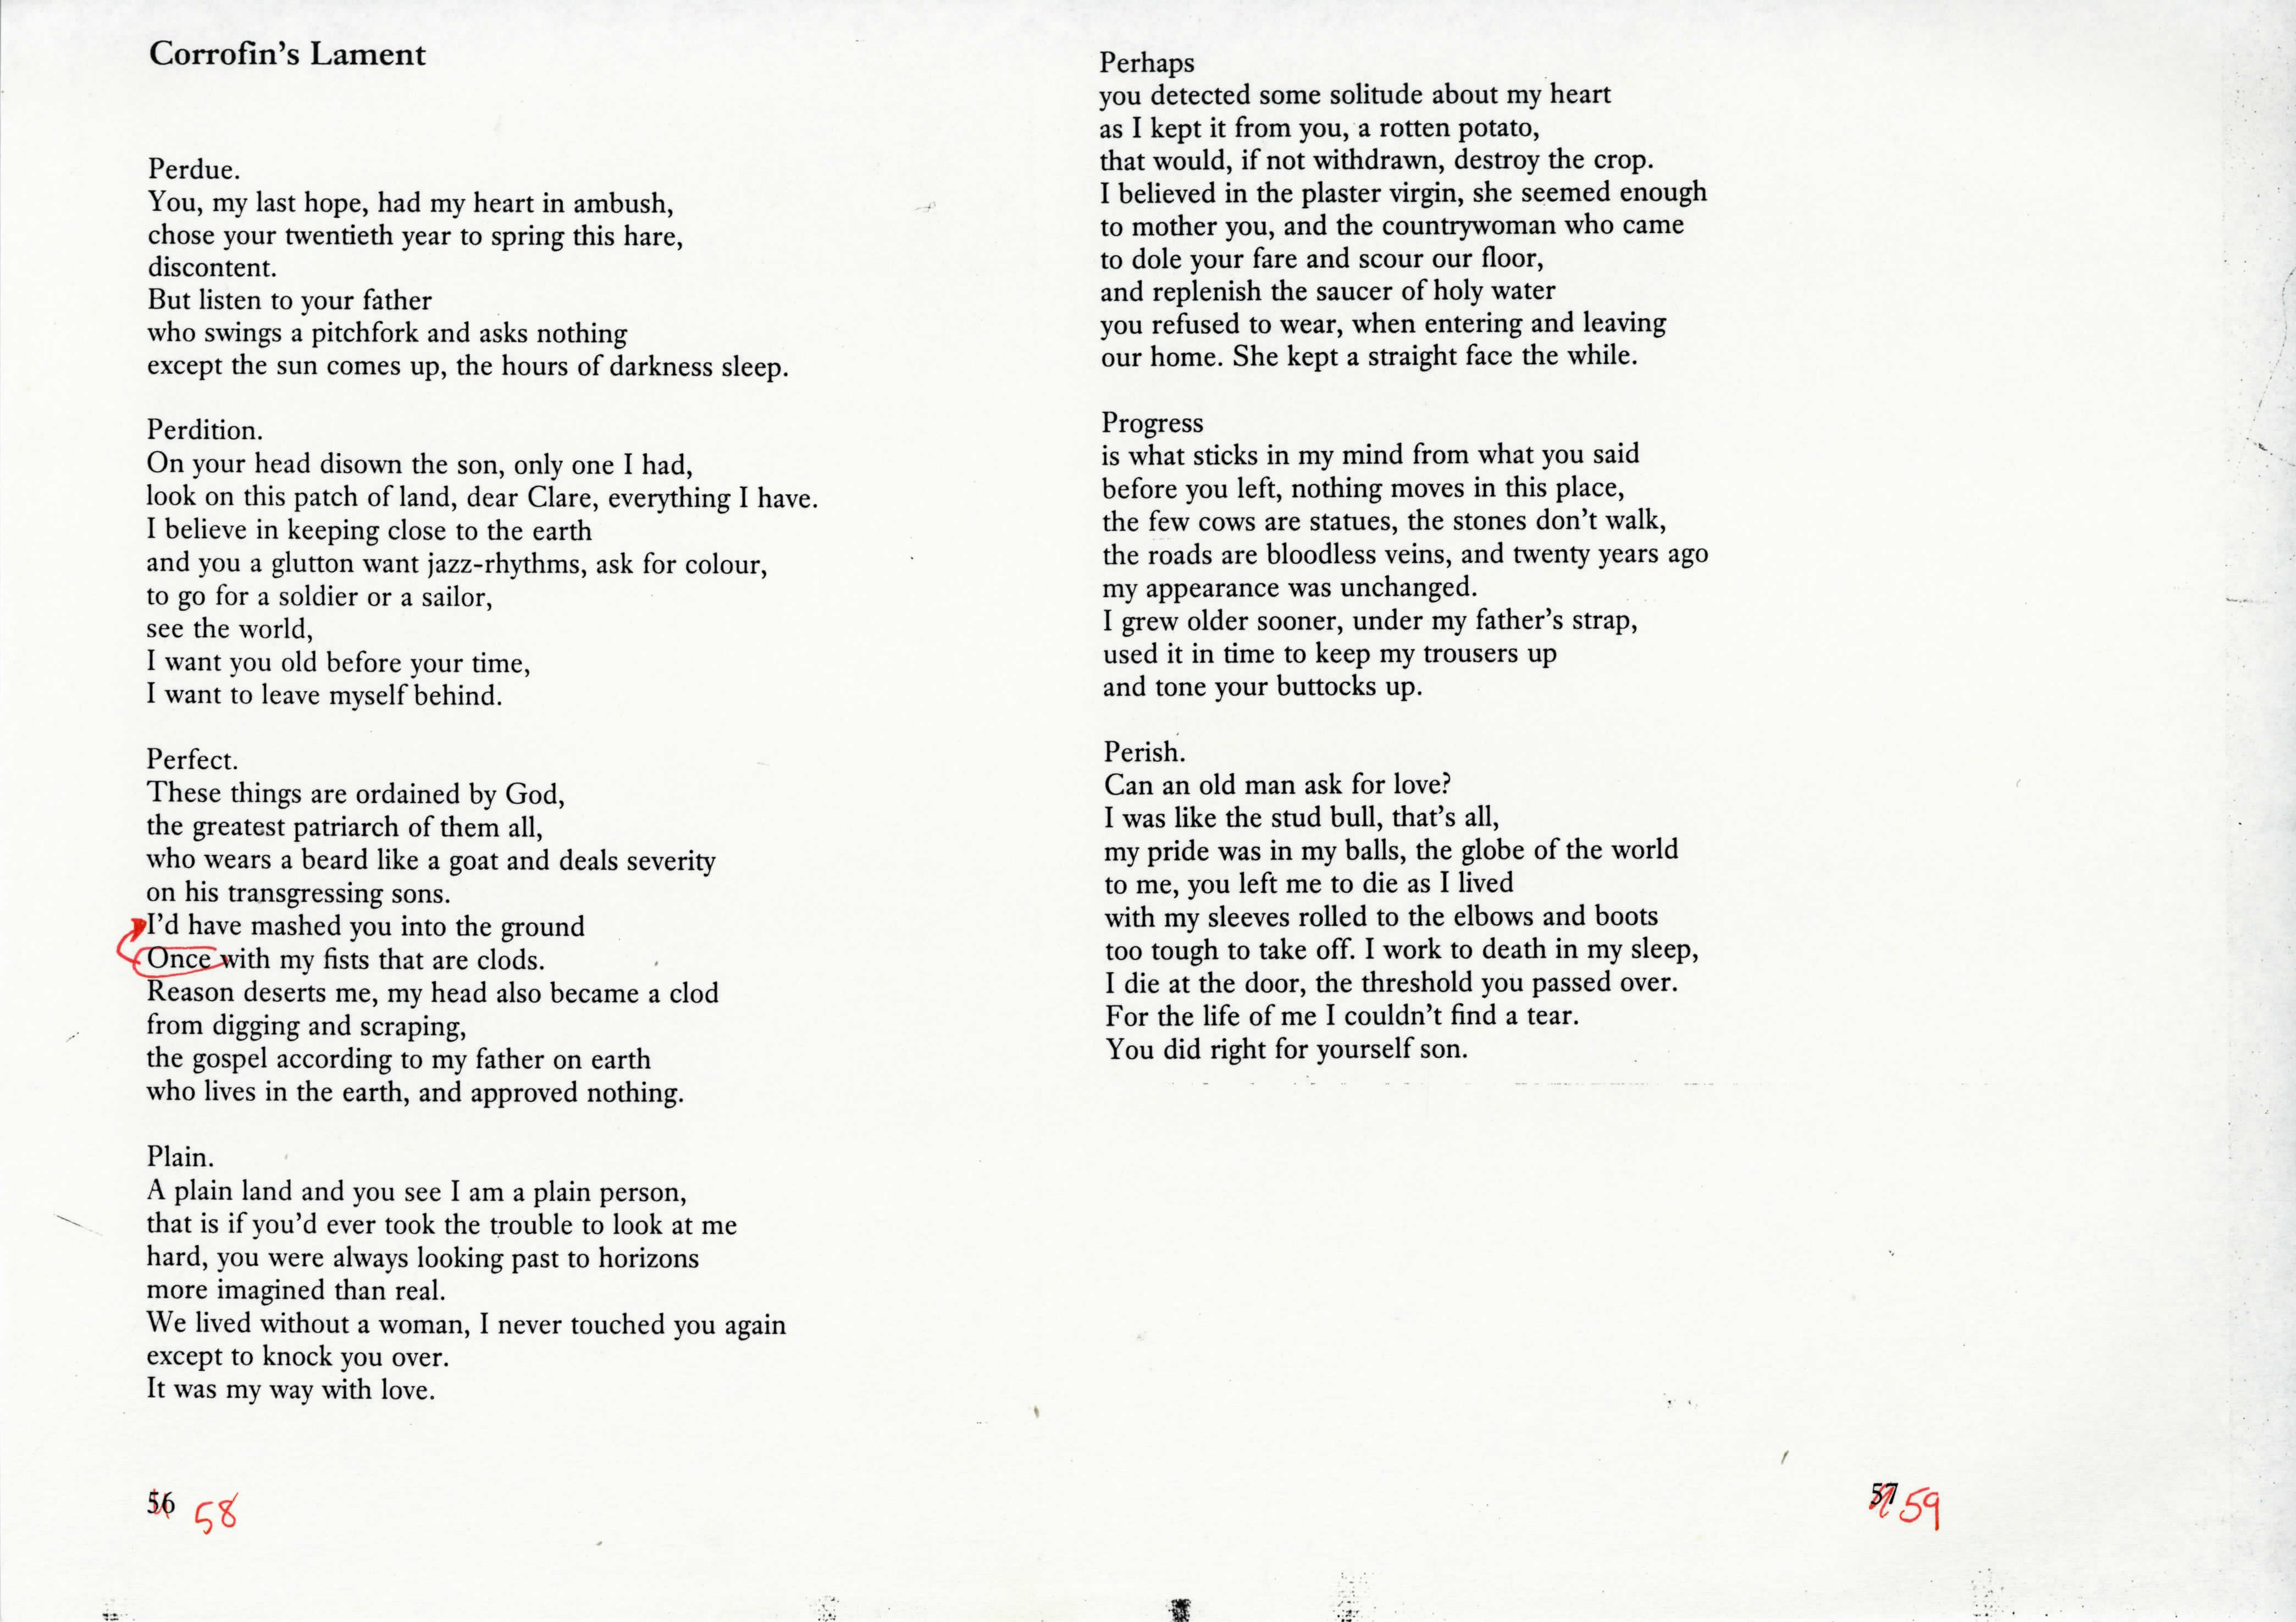 Corrofin's Lament
Perdue.
You, my last hope, had my heart in ambush,
chose your twentieth year to spring this hare,
discontent.
But listen to your father
who swings a pitchfork and asks nothing
except the sun comes up, the hours of darkness sleep.
Perdition.
On your head disown the son, only one I had,
look on this patch of land, dear Clare, everything I have.
I believe in keeping close to the earth
and you a glutton want jazz-rhythms, ask for colour,
to go for a soldier or a sailor,
see the world,
I want you old before your time,
I want to leave myself behind.
Perfect.
These things are ordained by God,
the greatest patriarch of them all,
who wears a beard like a goat and deals severity
on his transgressing sons.
I'd have mashed you into the ground
Once with my fists that are clods.
Reason deserts me, my head also became a clod
from digging and scraping,
the gospel according to my father on earth
who lives in the earth, and approved nothing.
Plain.
A plain land and you see I am a plain person,
that is if you'd ever took the trouble to look at me
hard, you were always looking past to horizons
more imagined than real.
We lived without a woman, I never touched you again
except to knock you over.
It was my way with love.
56 58
Perhaps
you detected some solitude about my heart
as I kept it from you, a rotten potato,
that would, if not withdrawn, destroy the crop.
I believed in the plaster virgin, she seemed enough
to mother you, and the countrywoman who came
to dole your fare and scour our floor,
and replenish the saucer of holy water
you refused to wear, when entering and leaving
our home. She kept a straight face the while.
Progress
is what sticks in my mind from what you said
before you left, nothing moves in this place,
the few cows are statues, the stones don't walk,
the roads are bloodless veins, and twenty years ago
my appearance was unchanged.
I grew older sooner, under my father's strap,
used it in time to keep my trousers up
and tone your buttocks up.
Perish.
Can an old man ask for love?
I was like the stud bull, that's all,
my pride was in my balls, the globe of the world
to me, you left me to die as I lived
with my sleeves rolled to the elbows and boots
too tough to take off. I work to death in my sleep,
I die at the door, the threshold you passed over.
For the life of me I couldn't find a tear.
You did right for yourself son.
57 59